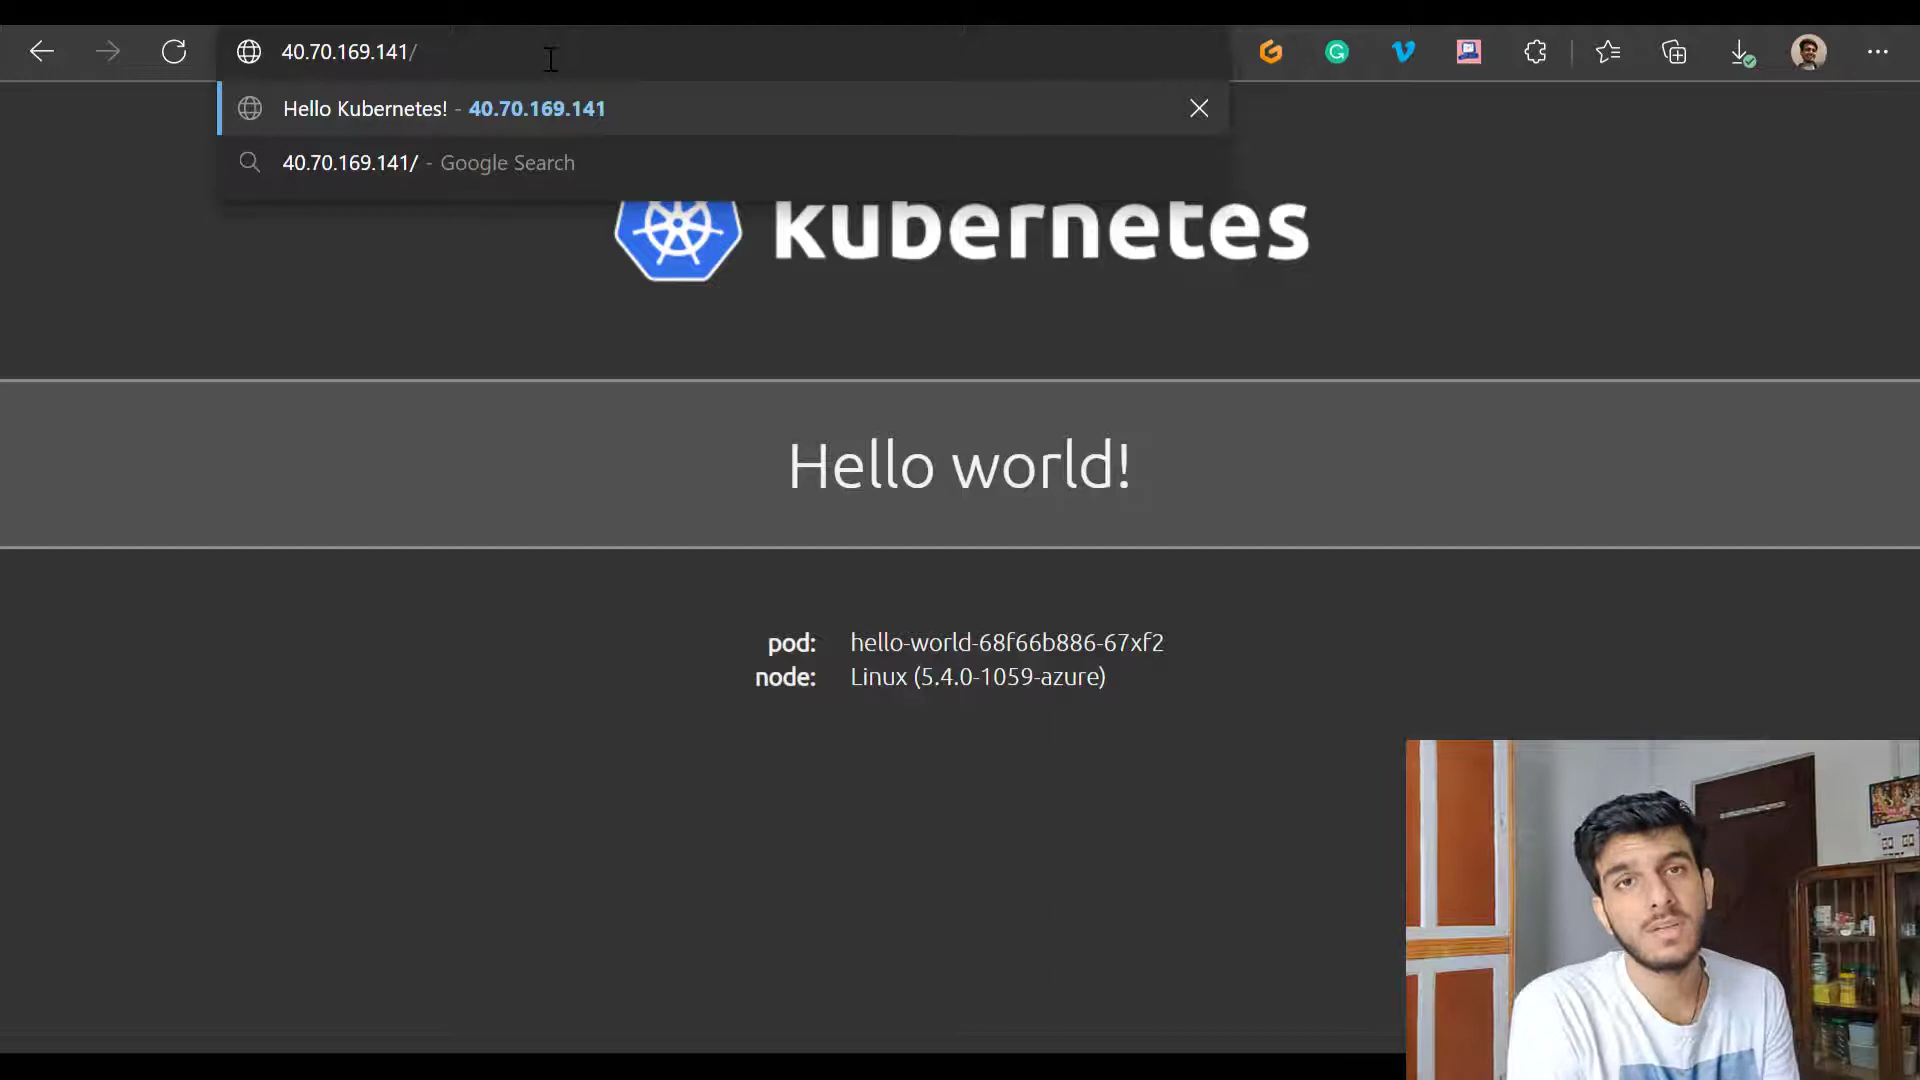 40.70.169.141/
Hello Kubernetes! - 40.70.169.141
40.70.169.141/ - Google Search
kubernetes
Hello world!
pod: hello-world-68f66b886-67xf2
node: Linux (5.4.0-1059-azure)